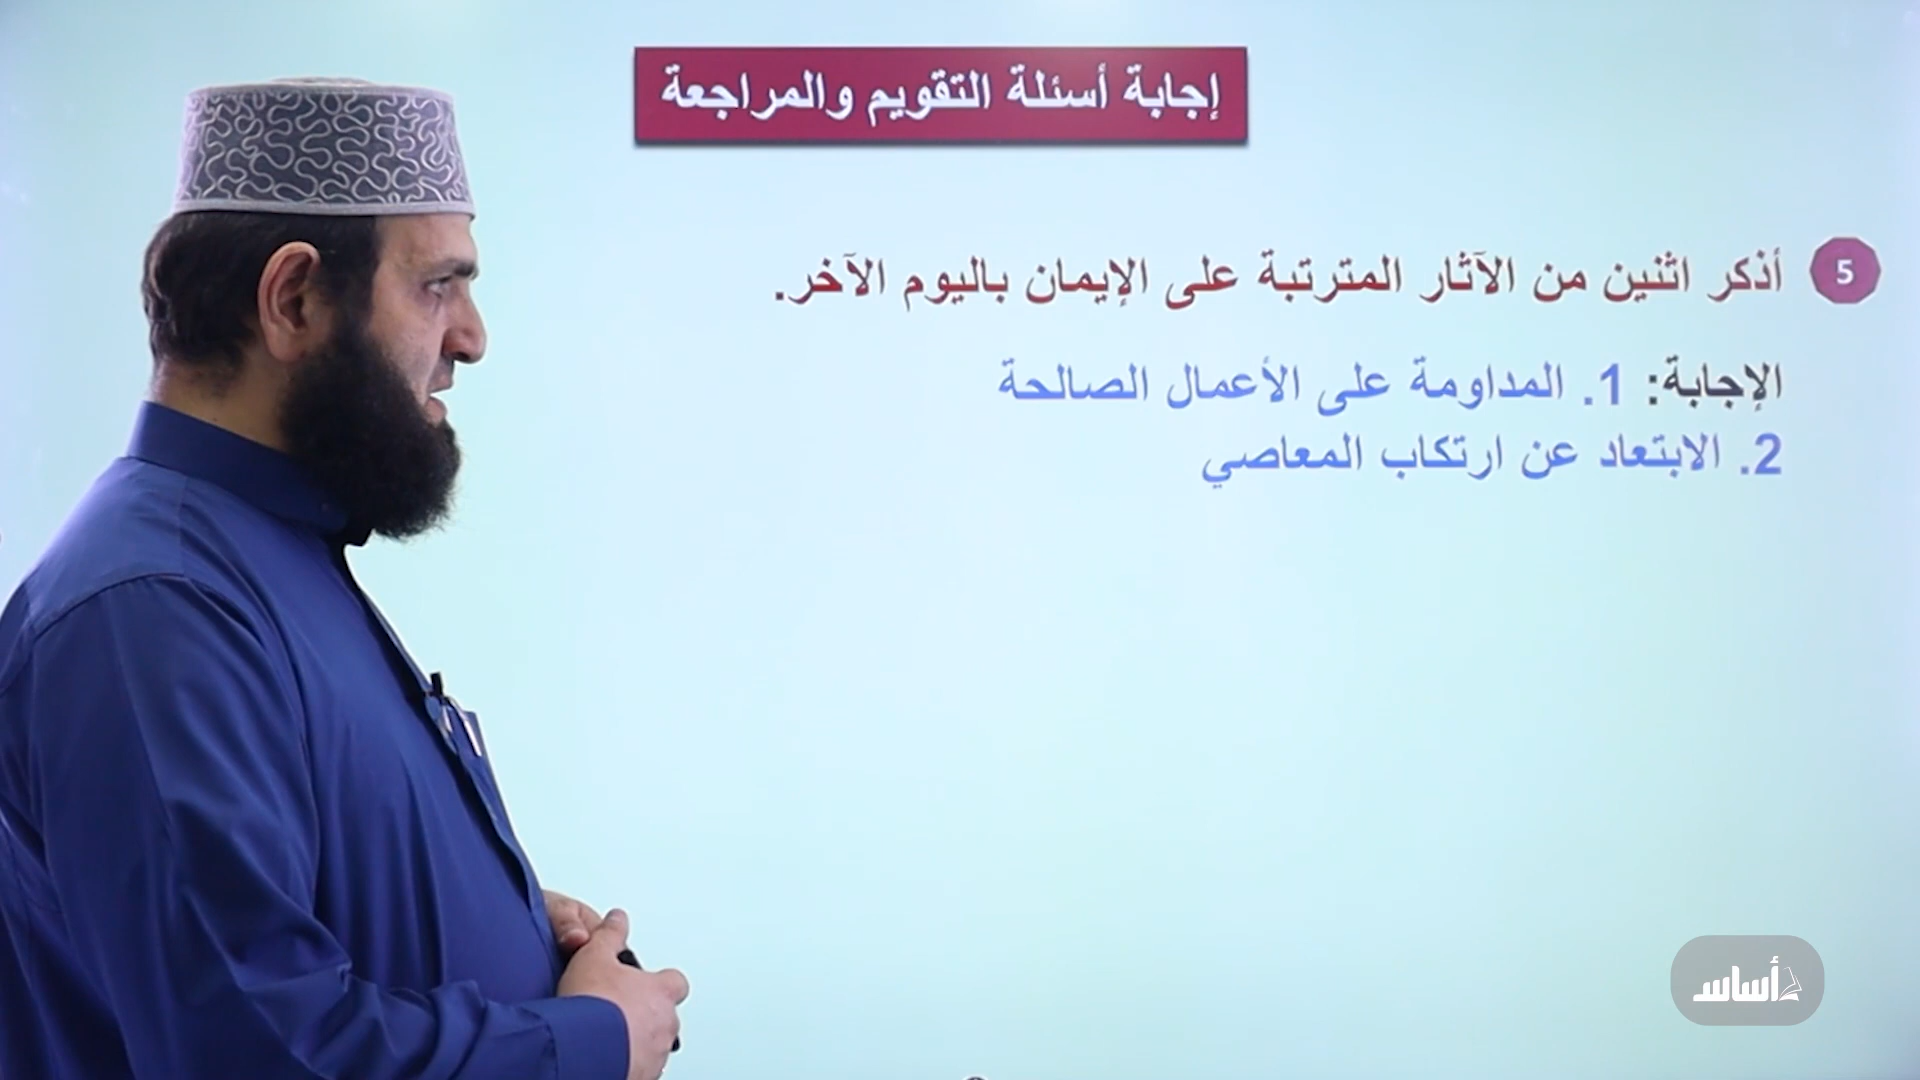 إجابة أسئلة التقويم والمراجعة
5 أذكر اثنين من الآثار المترتبة على الإيمان باليوم الآخر.
الإجابة: 1. المداومة على الأعمال الصالحة
2. الابتعاد عن ارتكاب المعاصي
أساس